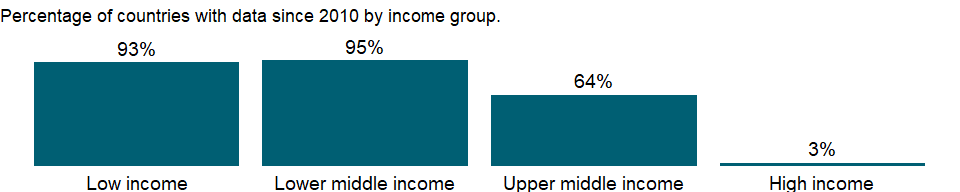 Percentage of countries with data since 2010 by income group.
93%
95%
64%
3%
Low income
Lower middle income
Upper middle income
High income